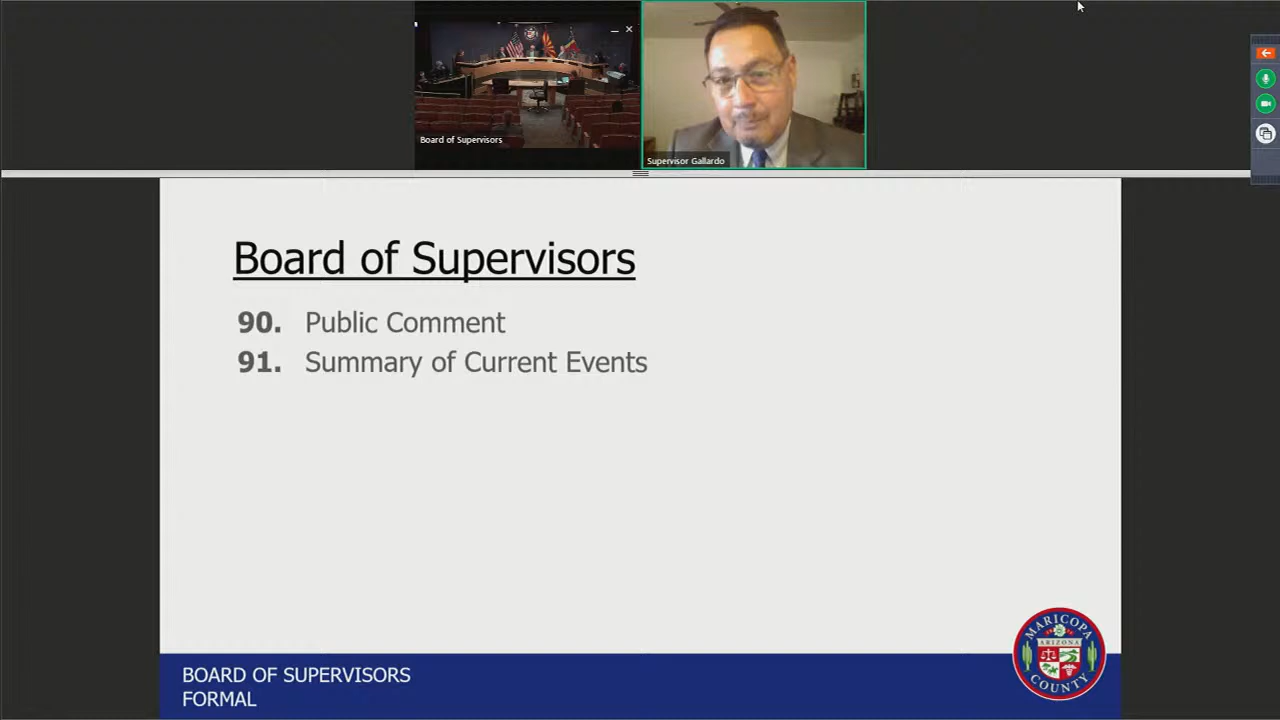 Board of Supervisors
Supervisor Gallardo
Board of Supervisors
90. Public Comment
91. Summary of Current Events
BOARD OF SUPERVISORS
FORMAL
MARICOPA
ARIZONA
COUNTY